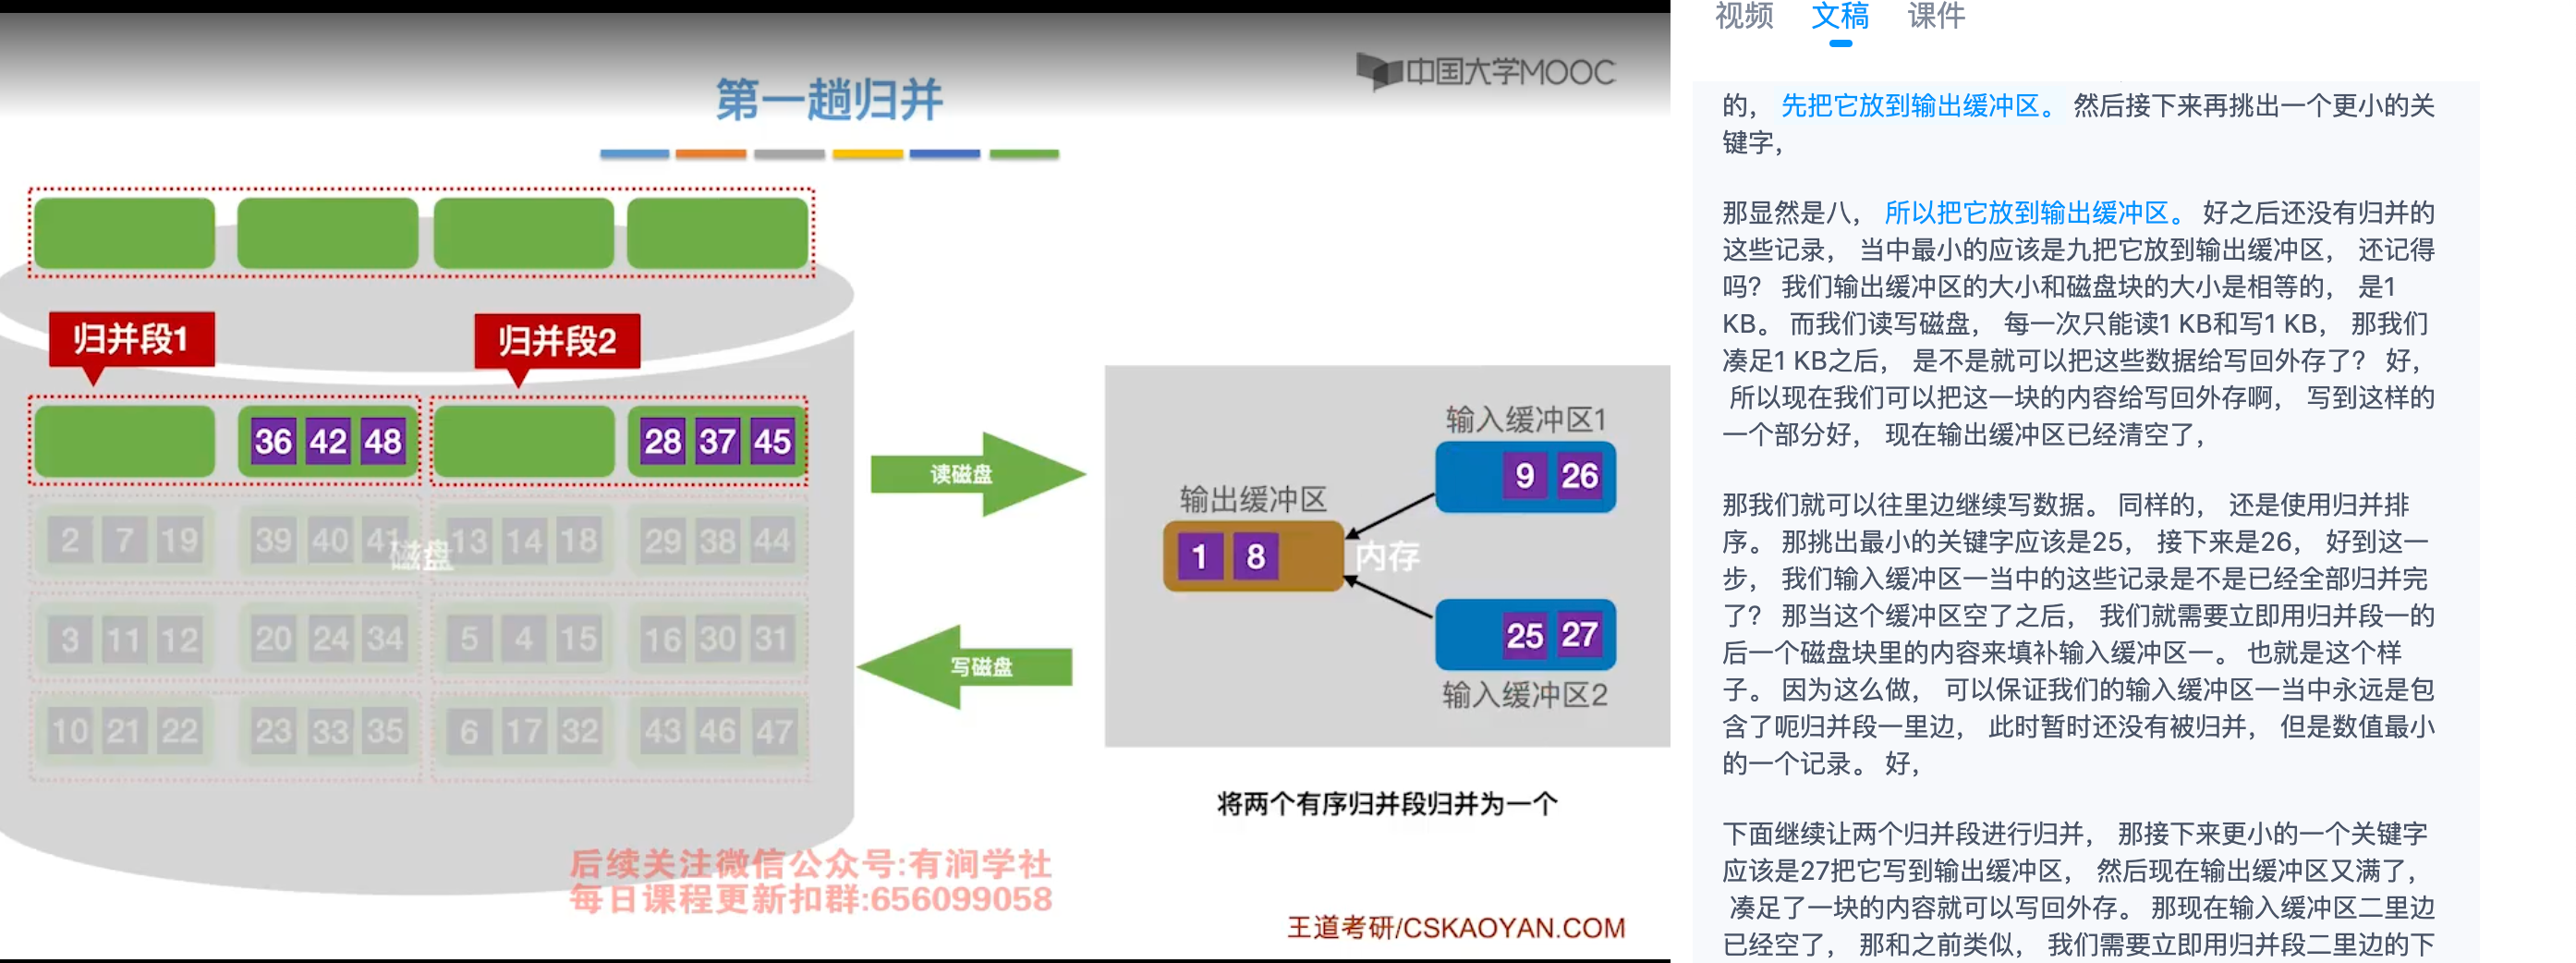 中国大学MOOC
第一趟归并
归并段1
归并段2
36 42 48
28 37 45
2 7 19
39 40 41
13 14 18
29 38 44
磁盘
3 11 12
20 24 34
5 4 15
16 30 31
10 21 22
23 33 35
6 17 32
43 46 47
读磁盘
写磁盘
输入缓冲区1
9 26
输出缓冲区
1 8
内存
25 27
输入缓冲区2
将两个有序归并段归并为一个
后续关注微信公众号:有涧学社
每日课程更新扣群:656099058
王道考研/CSKAOYAN.COM
视频 文稿 课件
的， 先把它放到输出缓冲区。 然后接下来再挑出一个更小的关
键字，
那显然是八， 所以把它放到输出缓冲区。 好之后还没有归并的
这些记录， 当中最小的应该是九把它放到输出缓冲区， 还记得
吗？ 我们输出缓冲区的大小和磁盘块的大小是相等的， 是1
KB。 而我们读写磁盘， 每一次只能读1 KB和写1 KB， 那我们
凑足1 KB之后， 是不是就可以把这些数据给写回外存了？ 好，
所以现在我们可以把这一块的内容给写回外存啊， 写到这样的
一个部分好， 现在输出缓冲区已经清空了，
那我们就可以往里边继续写数据。 同样的， 还是使用归并排
序。 那挑出最小的关键字应该是25， 接下来是26， 好到这一
步， 我们输入缓冲区一当中的这些记录是不是已经全部归并完
了？ 那当这个缓冲区空了之后， 我们就需要立即用归并段一的
后一个磁盘块里的内容来填补输入缓冲区一。 也就是这个样
子。 因为这么做， 可以保证我们的输入缓冲区一当中永远是包
含了呃归并段一里边， 此时暂时还没有被归并， 但是数值最小
的一个记录。 好，
下面继续让两个归并段进行归并， 那接下来更小的一个关键字
应该是27把它写到输出缓冲区， 然后现在输出缓冲区又满了，
凑足了一块的内容就可以写回外存。 那现在输入缓冲区二里边
已经空了， 那和之前类似， 我们需要立即用归并段二里边的下